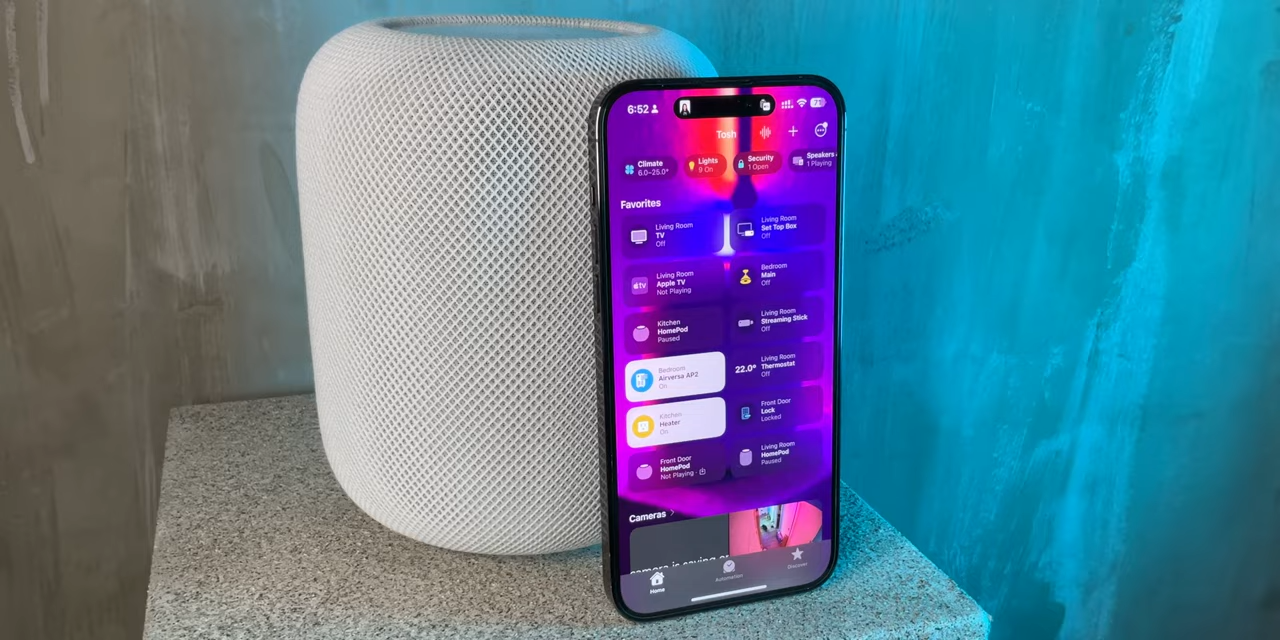 6:52
Tosh
Climate
6.0–25.0°
Lights
9 On
Security
1 Open
Speakers
1 Playing
Favorites
Living Room
TV
Off
Living Room
Set Top Box
Off
tv
Living Room
Apple TV
Not Playing
Bedroom
Main
Off
Kitchen
HomePod
Paused
Living Room
Streaming Stick
Off
Bedroom
Airversa AP2
On
22.0°
Living Room
Thermostat
Off
Kitchen
Heater
On
Front Door
Lock
Locked
Front Door
HomePod
Not Playing ·
Living Room
HomePod
Paused
Cameras >
Home
Automation
Discover